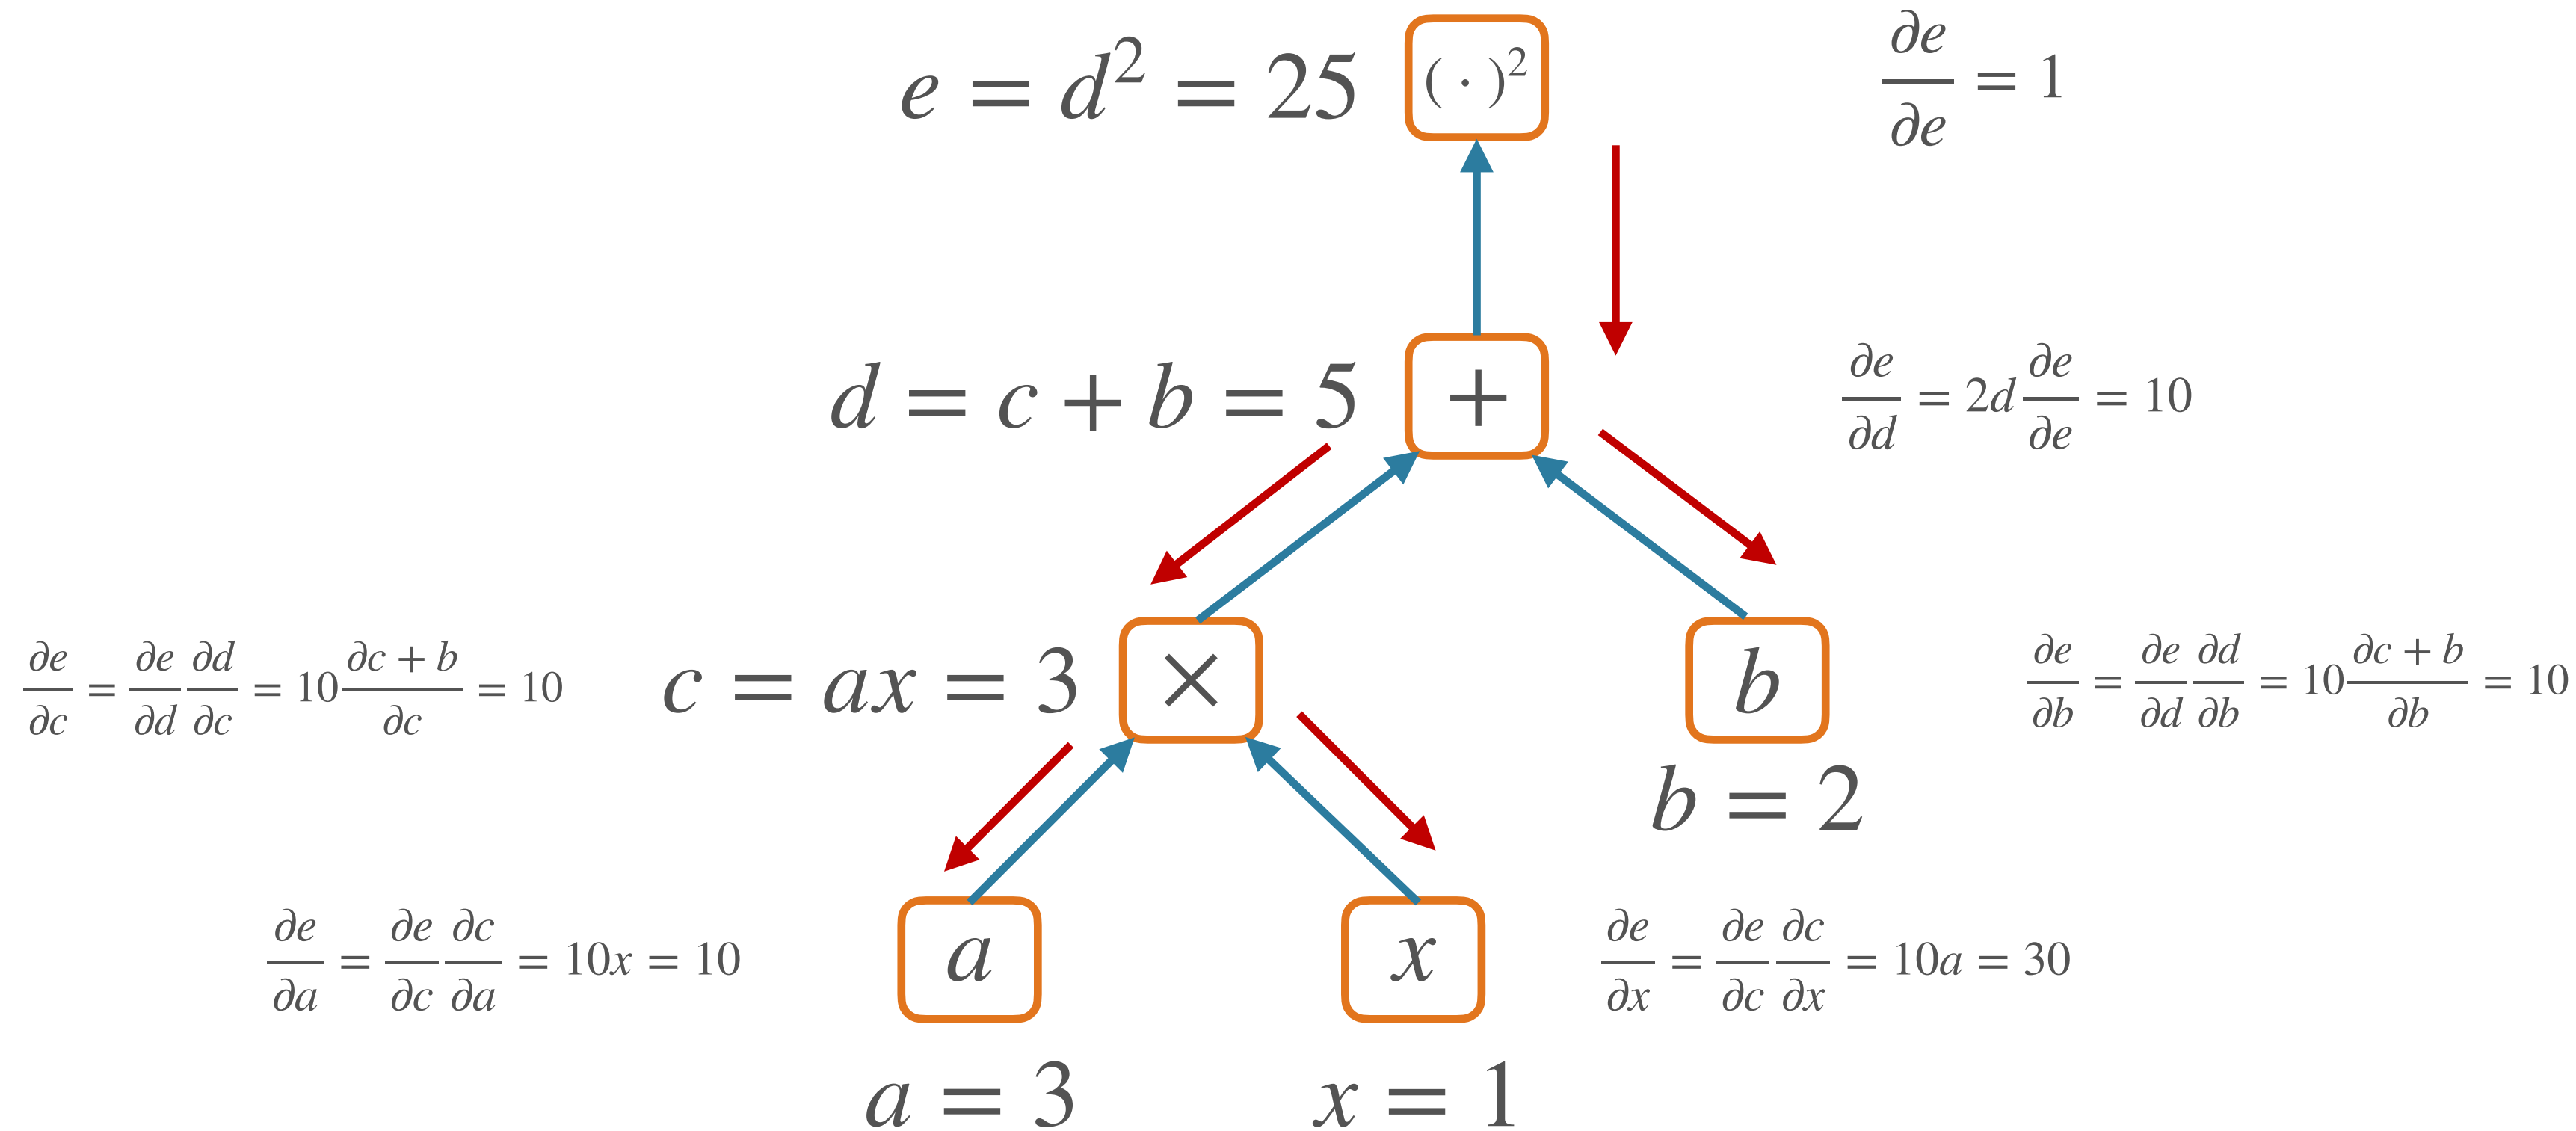 e = d² = 25 (·)² ∂e/∂e = 1
d = c + b = 5 + ∂e/∂d = 2d ∂e/∂e = 10
∂e/∂c = ∂e/∂d ∂d/∂c = 10 ∂c + b/∂c = 10 c = ax = 3 × b ∂e/∂b = ∂e/∂d ∂d/∂b = 10 ∂c + b/∂b = 10
b = 2
∂e/∂a = ∂e/∂c ∂c/∂a = 10x = 10 a x ∂e/∂x = ∂e/∂c ∂c/∂x = 10a = 30
a = 3 x = 1